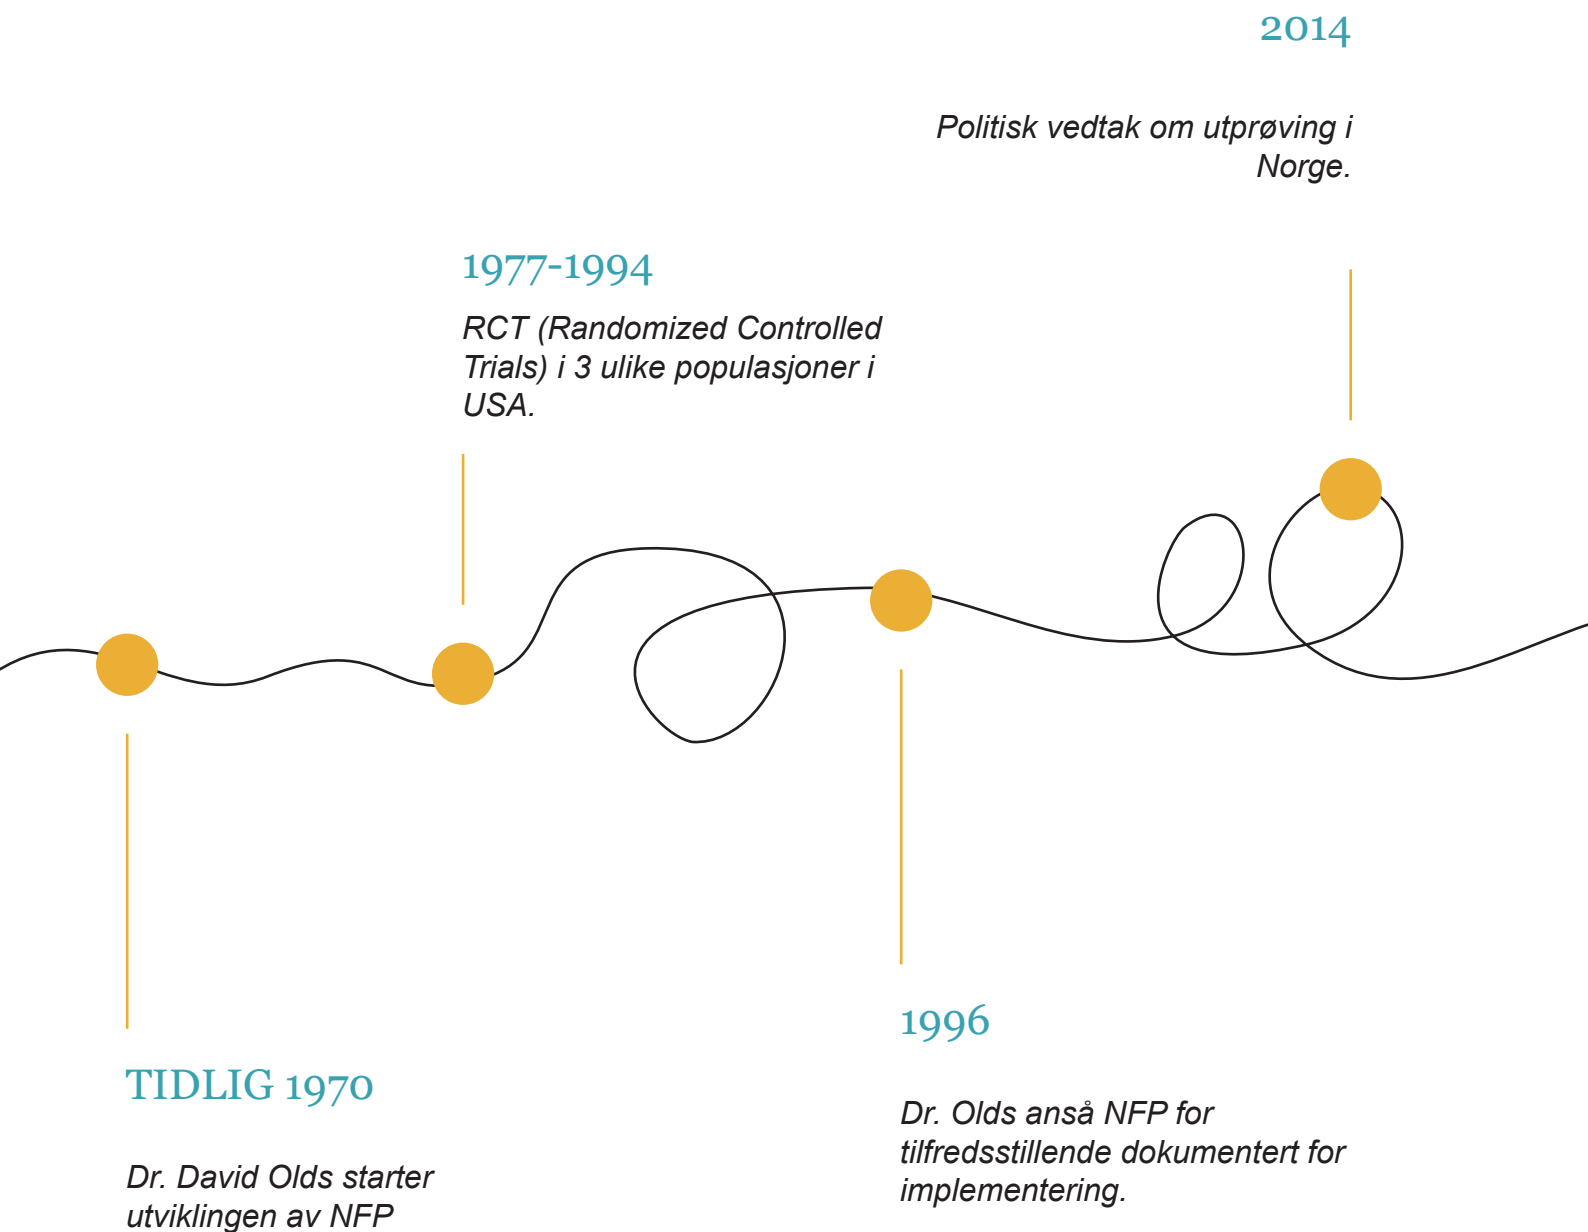 TIDLIG 1970
Dr. David Olds starter
utviklingen av NFP
1977-1994
RCT (Randomized Controlled
Trials) i 3 ulike populasjoner i
USA.
1996
Dr. Olds anså NFP for
tilfredsstillende dokumentert for
implementering.
2014
Politisk vedtak om utprøving i
Norge.